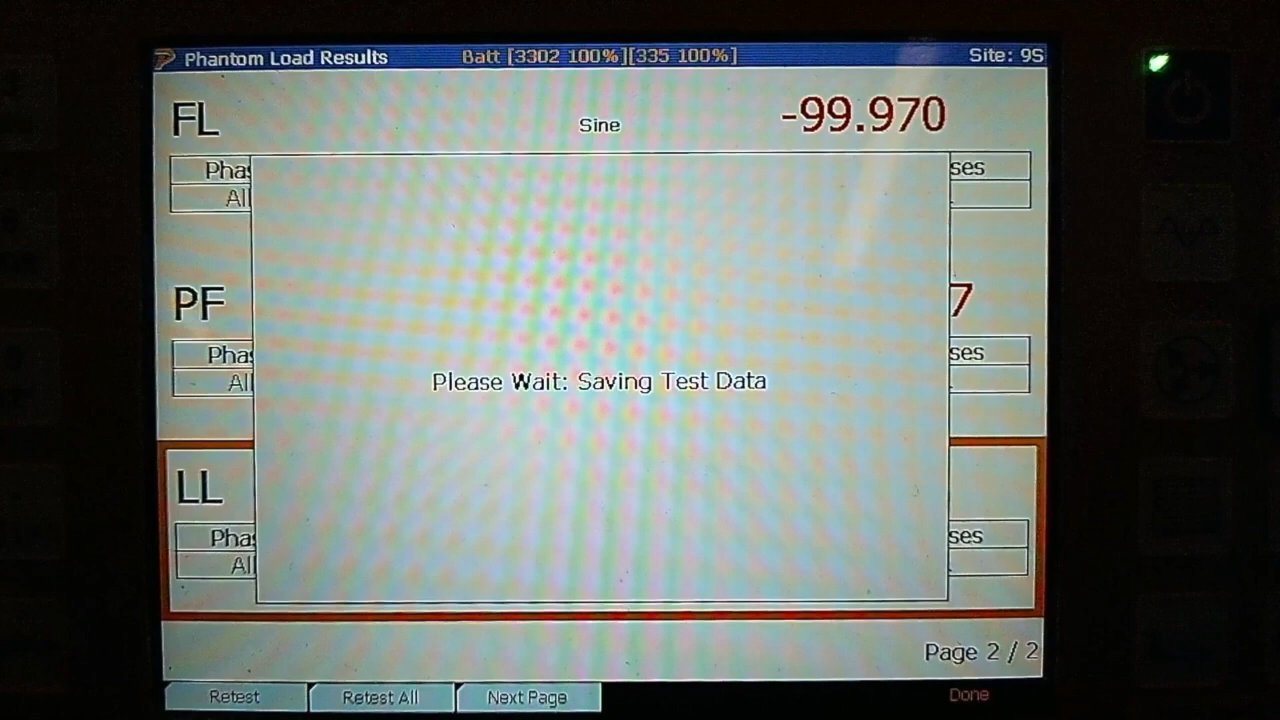 Phantom Load Results Batt [3302 100%][335 100%] Site: 9S
FL Sine -99.970
Phas ses
All
PF 7
Phas ses
All
Please Wait: Saving Test Data
LL
Phas ses
All
Page 2 / 2
Retest Retest All Next Page Done